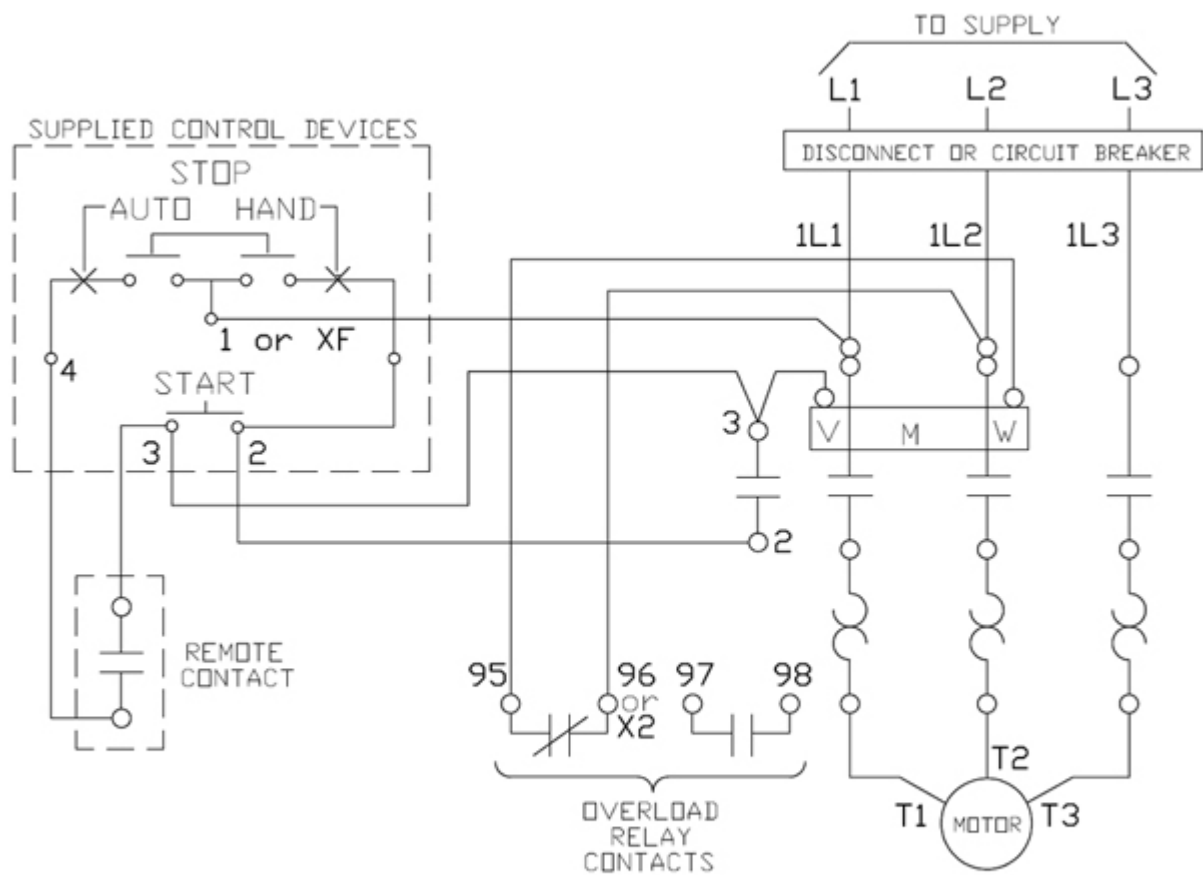 TO SUPPLY
L1 L2 L3
DISCONNECT OR CIRCUIT BREAKER
SUPPLIED CONTROL DEVICES
STOP
AUTO HAND
1L1 1L2 1L3
1 or XF
4
START
3 2
3
V M W
2
REMOTE
CONTACT
95 96 97 98
or
X2
OVERLOAD
RELAY
CONTACTS
T2
T1 MOTOR T3